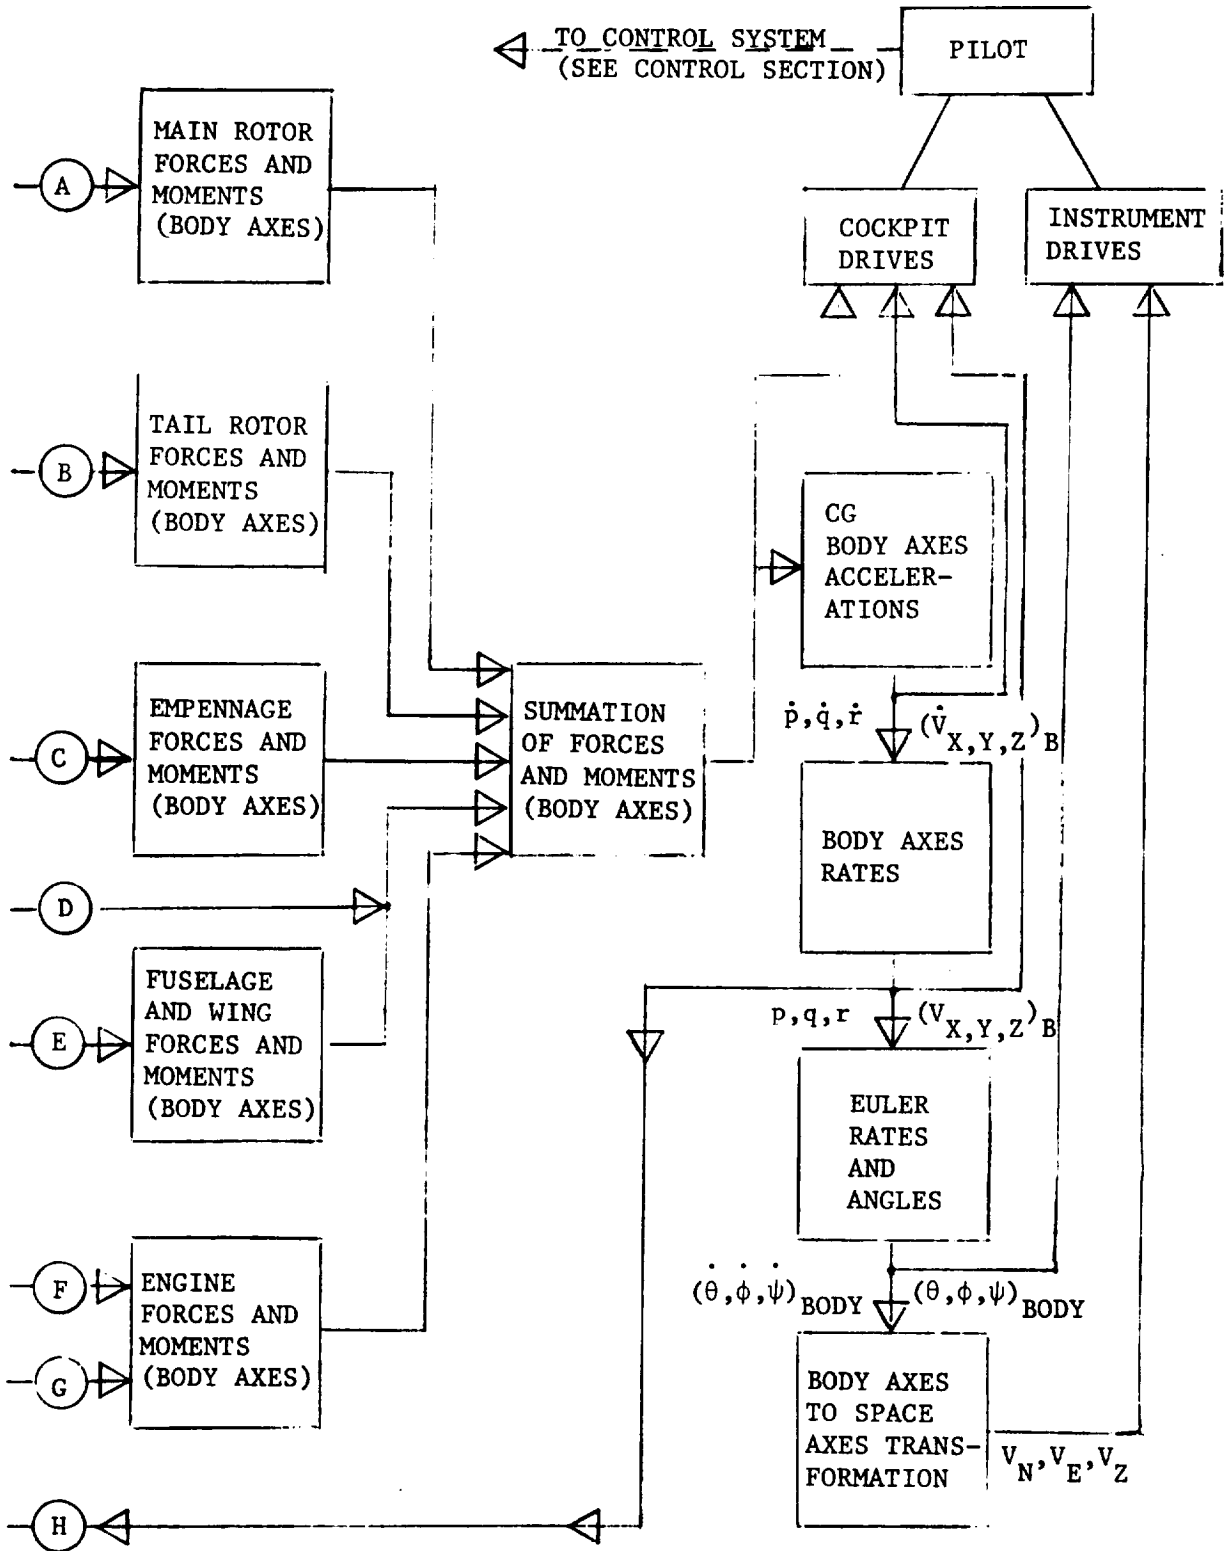 TO CONTROL SYSTEM
(SEE CONTROL SECTION)
PILOT
A
MAIN ROTOR
FORCES AND
MOMENTS
(BODY AXES)
COCKPIT
DRIVES
INSTRUMENT
DRIVES
B
TAIL ROTOR
FORCES AND
MOMENTS
(BODY AXES)
CG
BODY AXES
ACCELER-
ATIONS
C
EMPENNAGE
FORCES AND
MOMENTS
(BODY AXES)
SUMMATION
OF FORCES
AND MOMENTS
(BODY AXES)
ṗ,q̇,ṙ
(V̇X,Y,Z)B
BODY AXES
RATES
D
E
FUSELAGE
AND WING
FORCES AND
MOMENTS
(BODY AXES)
p,q,r
(VX,Y,Z)B
EULER
RATES
AND
ANGLES
F
G
ENGINE
FORCES AND
MOMENTS
(BODY AXES)
(θ̇,ϕ̇,ψ̇)BODY
(θ,ϕ,ψ)BODY
BODY AXES
TO SPACE
AXES TRANS-
FORMATION
VN,VE,VZ
H